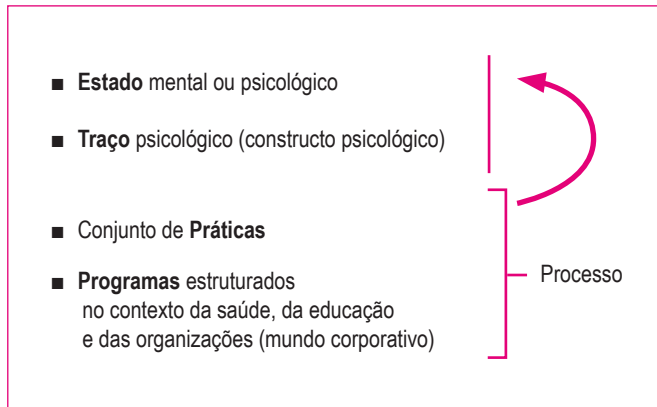 ■ Estado mental ou psicológico
■ Traço psicológico (constructo psicológico)
■ Conjunto de Práticas
■ Programas estruturados
no contexto da saúde, da educação
e das organizações (mundo corporativo)
Processo